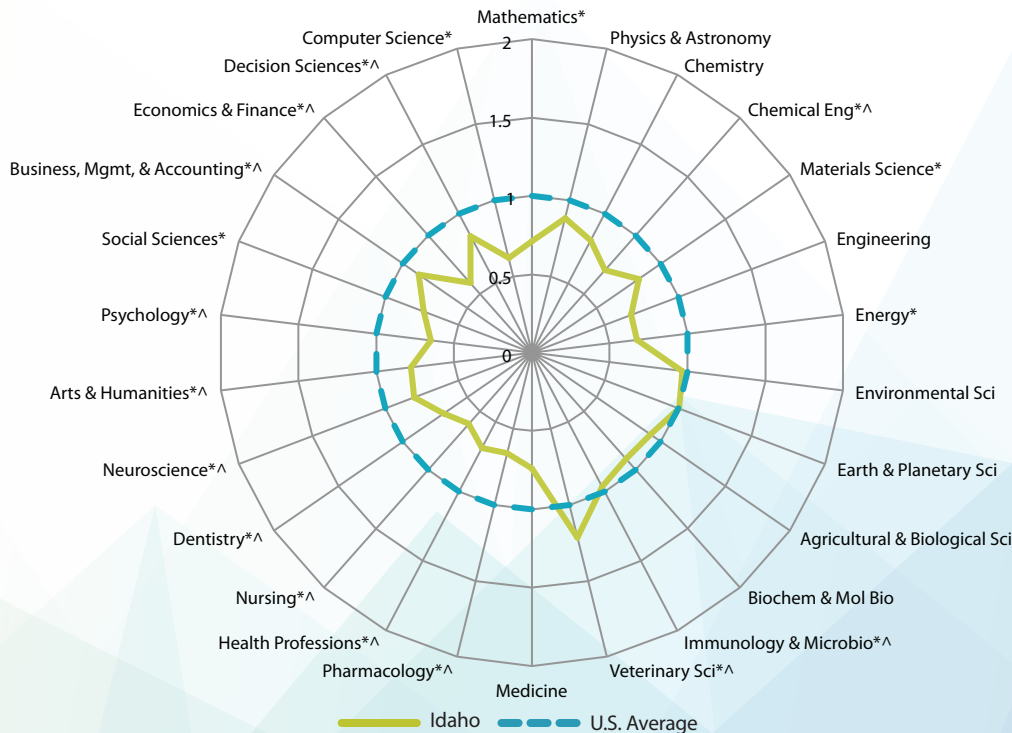 Mathematics*
Computer Science*
Physics & Astronomy
Decision Sciences*^
Chemistry
Economics & Finance*^
Chemical Eng*^
Business, Mgmt, & Accounting*^
Materials Science*
Social Sciences*
Engineering
Psychology*^
Energy*
Arts & Humanities*^
Environmental Sci
Neuroscience*^
Earth & Planetary Sci
Dentistry*^
Agricultural & Biological Sci
Nursing*^
Biochem & Mol Bio
Health Professions*^
Immunology & Microbio*^
Pharmacology*^
Veterinary Sci*^
Medicine
2
1.5
1
0.5
0
Idaho
U.S. Average